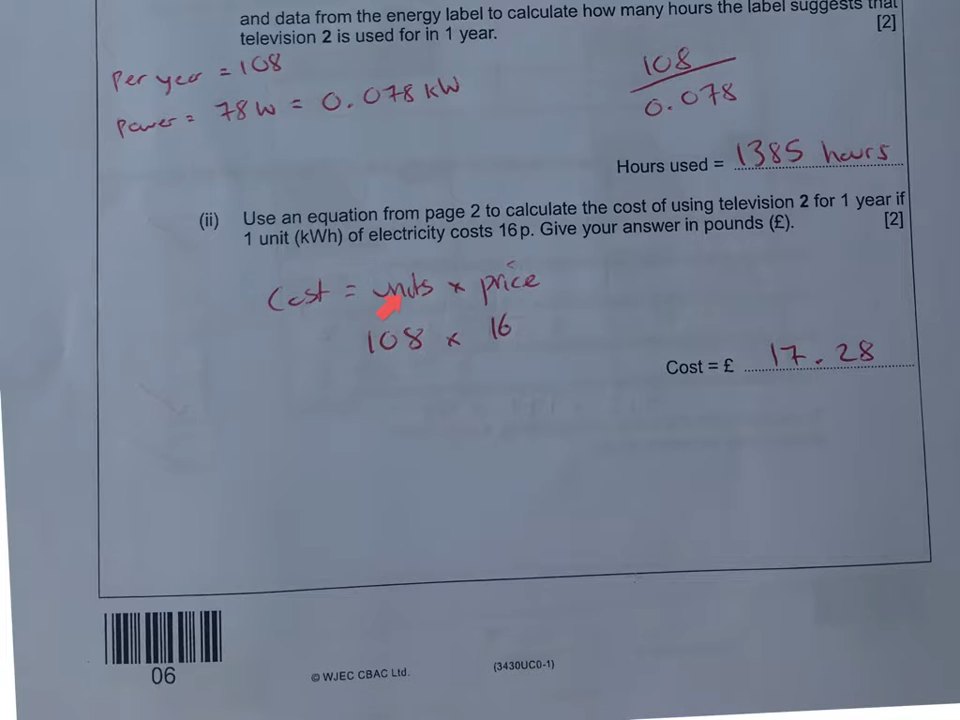 and data from the energy label to calculate how many hours the label suggests that
television 2 is used for in 1 year.
[2]
Per year = 108
Power = 78W = 0.078 kW
108
0.078
Hours used = 1385 hours
(ii) Use an equation from page 2 to calculate the cost of using television 2 for 1 year if
1 unit (kWh) of electricity costs 16p. Give your answer in pounds (£). [2]
Cost = units × price
108 × 16
Cost = £ 17.28
06
© WJEC CBAC Ltd.
(3430UC0-1)